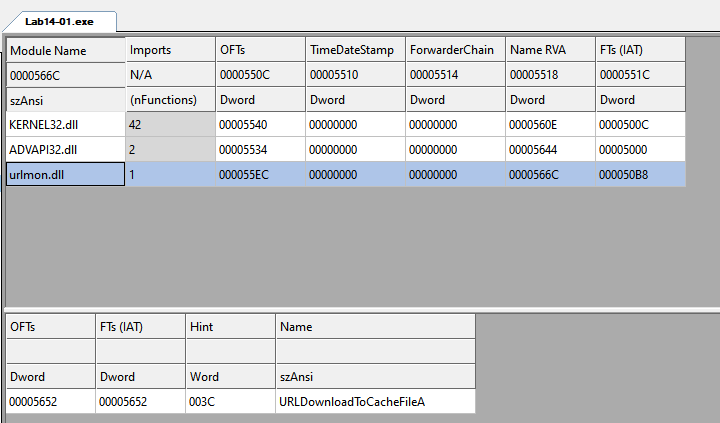 Lab14-01.exe
Module Name Imports OFTs TimeDateStamp ForwarderChain Name RVA FTs (IAT)
0000566C N/A 0000550C 00005510 00005514 00005518 0000551C
szAnsi (nFunctions) Dword Dword Dword Dword Dword
KERNEL32.dll 42 00005540 00000000 00000000 0000560E 0000500C
ADVAPI32.dll 2 00005534 00000000 00000000 00005644 00005000
urlmon.dll 1 000055EC 00000000 00000000 0000566C 000050B8
OFTs FTs (IAT) Hint Name
Dword Dword Word szAnsi
00005652 00005652 003C URLDownloadToCacheFileA